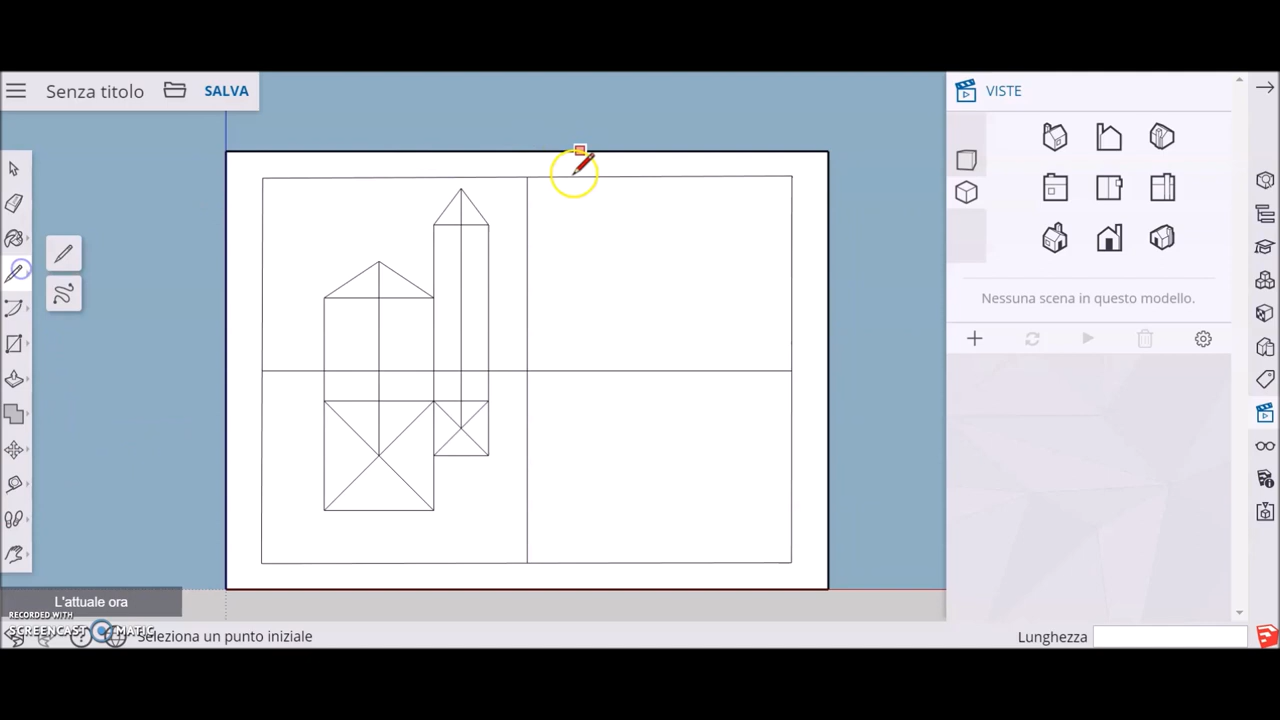 Senza titolo
SALVA
VISTE
Nessuna scena in questo modello.
L'attuale ora
RECORDED WITH
SCREENCAST MATIC
Seleziona un punto iniziale
Lunghezza